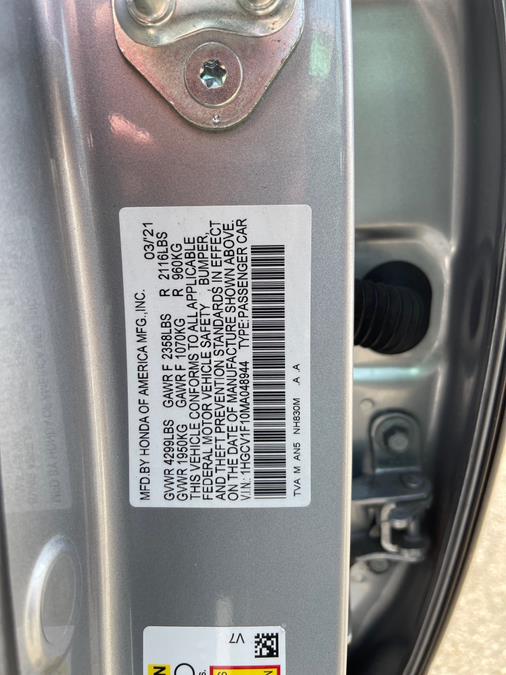 MFD.BY HONDA OF AMERICA MFG.,INC. 03/'21
GVWR 4299LBS GAWR F 2358LBS R 2116LBS
GVWR 1950KG GAWR F 1070KG R 960KG
THIS VEHICLE CONFORMS TO ALL APPLICABLE
FEDERAL MOTOR VEHICLE SAFETY BUMPER,
AND THEFT PREVENTION STANDARDS IN EFFECT
ON THE DATE OF MANUFACTURE SHOWN ABOVE.
V.I.N.: 1HGCV1F10MA048944 TYPE:PASSENGER CAR
TVA M AN5 NH830M A .A
V7